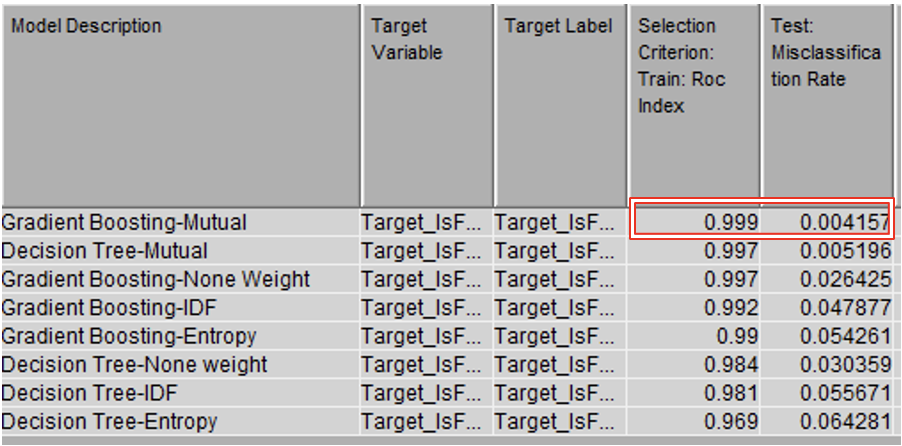 Model Description Target Variable Target Label Selection Criterion: Train: Roc Index Test: Misclassifica tion Rate
Gradient Boosting-Mutual Target_IsF... Target_IsF... 0.999 0.004157
Decision Tree-Mutual Target_IsF... Target_IsF... 0.997 0.005196
Gradient Boosting-None Weight Target_IsF... Target_IsF... 0.997 0.026425
Gradient Boosting-IDF Target_IsF... Target_IsF... 0.992 0.047877
Gradient Boosting-Entropy Target_IsF... Target_IsF... 0.99 0.054261
Decision Tree-None weight Target_IsF... Target_IsF... 0.984 0.030359
Decision Tree-IDF Target_IsF... Target_IsF... 0.981 0.055671
Decision Tree-Entropy Target_IsF... Target_IsF... 0.969 0.064281